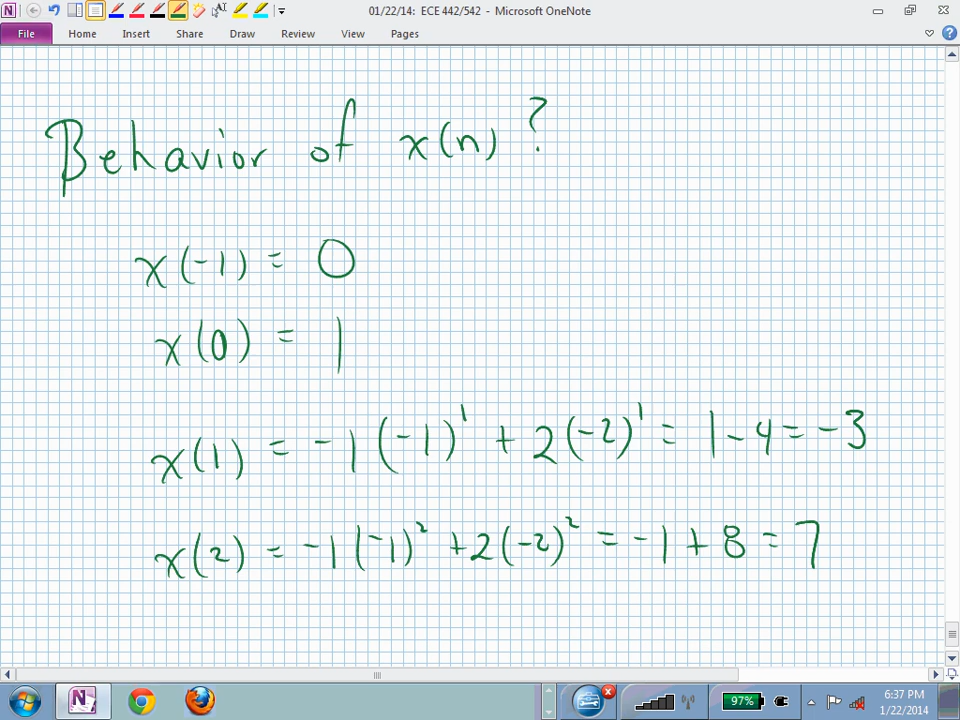 01/22/14: ECE 442/542 - Microsoft OneNote
File Home Insert Share Draw Review View Pages
Behavior of x(n) ?
x(-1) = 0
x(0) = 1
x(1) = -1(-1)¹ + 2(-2)¹ = 1-4 = -3
x(2) = -1(-1)² + 2(-2)² = -1+8 = 7
97%
6:37 PM
1/22/2014